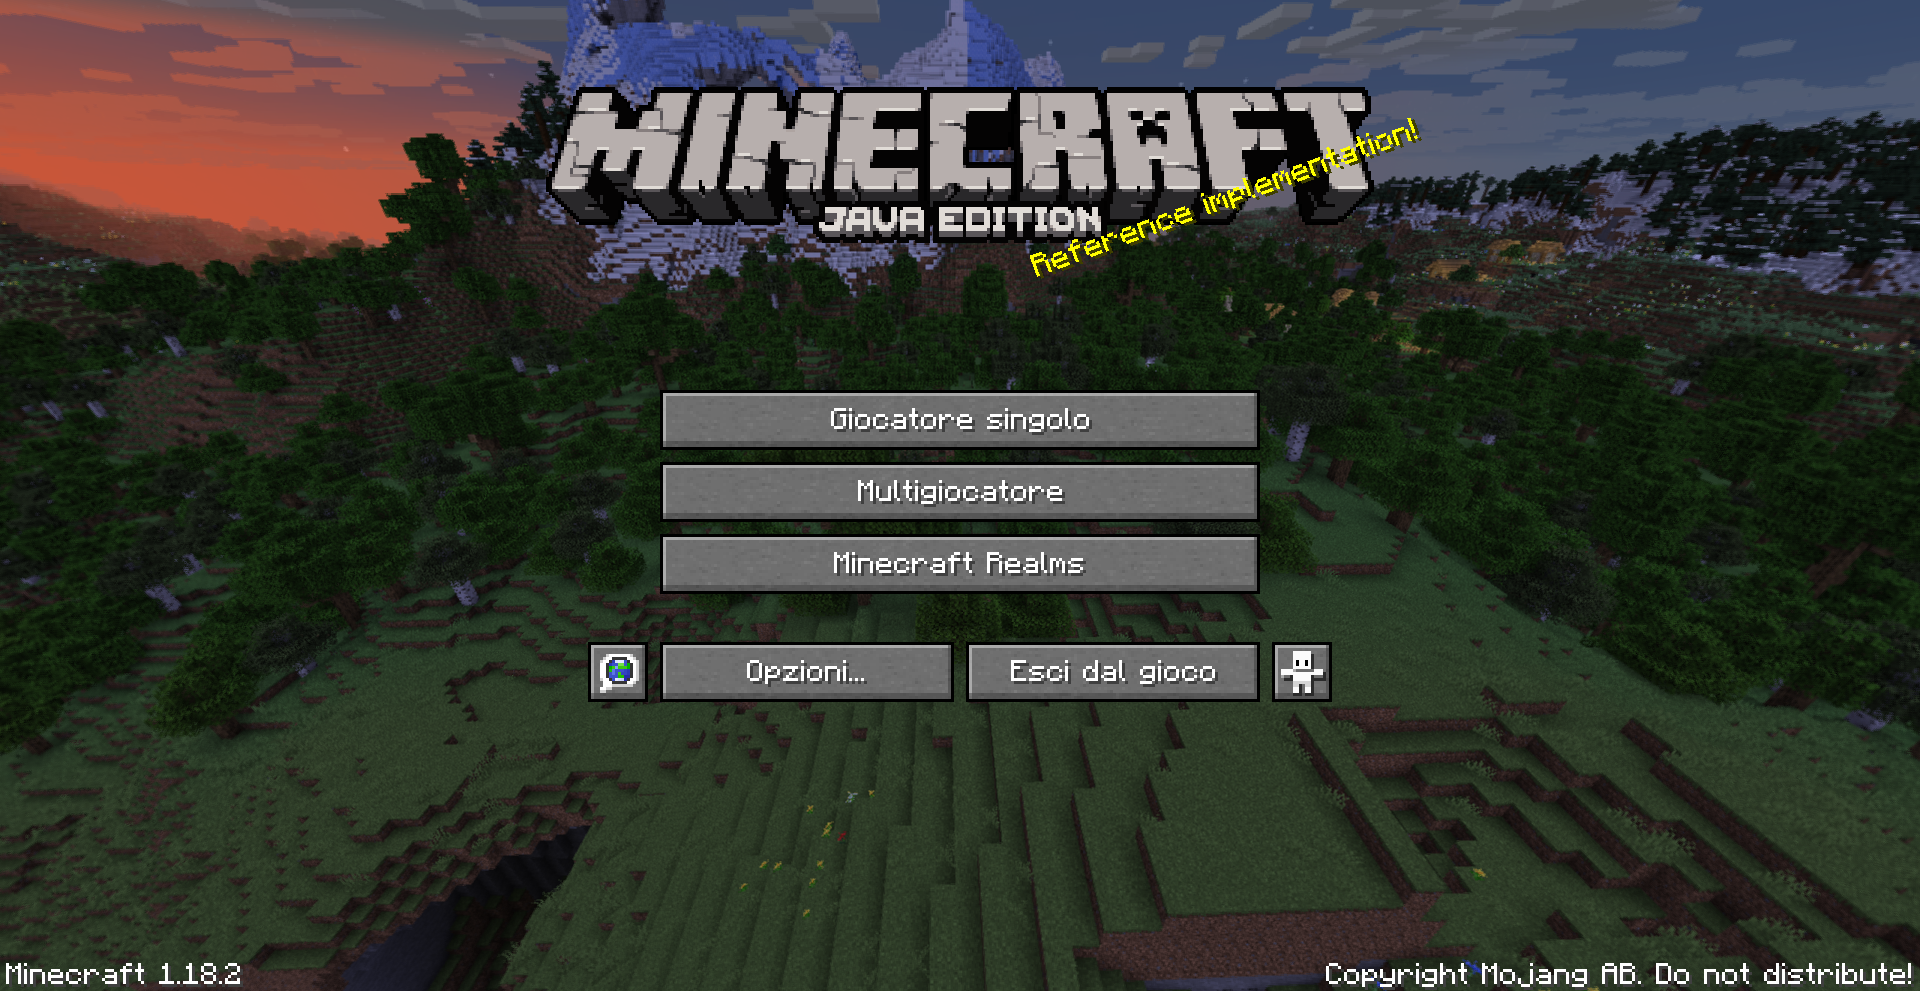 MINECRAFT
JAVA EDITION
Reference implementation!
Giocatore singolo
Multigiocatore
Minecraft Realms
Opzioni...
Esci dal gioco
Minecraft 1.18.2
Copyright Mojang AB. Do not distribute!